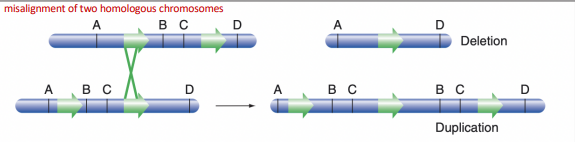 misalignment of two homologous chromosomes
A B C D
A D
Deletion
A B C D
A B C B C D
Duplication